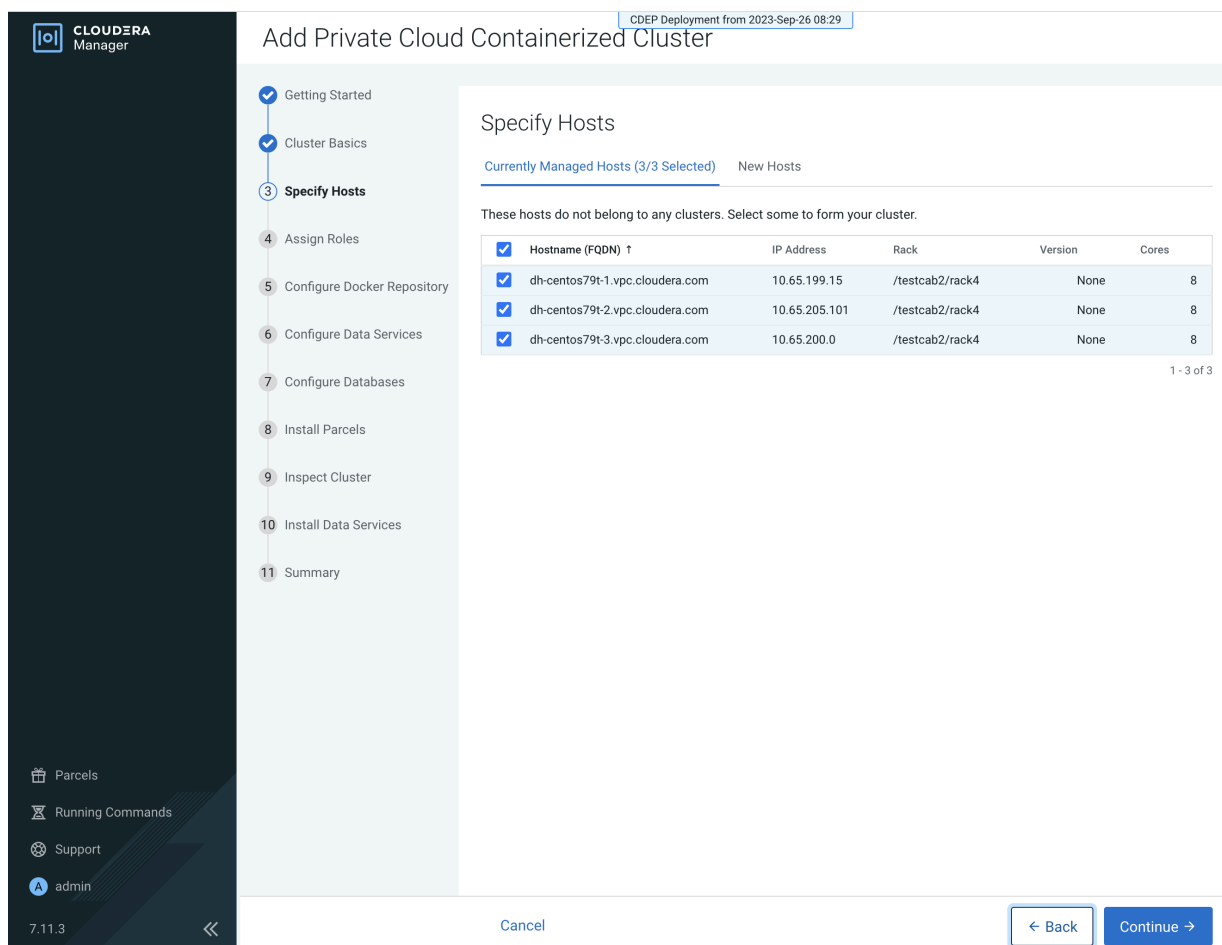 CLOUDERA
Manager
CDEP Deployment from 2023-Sep-26 08:29
Add Private Cloud Containerized Cluster
Getting Started
Cluster Basics
3 Specify Hosts
4 Assign Roles
5 Configure Docker Repository
6 Configure Data Services
7 Configure Databases
8 Install Parcels
9 Inspect Cluster
10 Install Data Services
11 Summary
Specify Hosts
Currently Managed Hosts (3/3 Selected) New Hosts
These hosts do not belong to any clusters. Select some to form your cluster.
Hostname (FQDN) ↑ IP Address Rack Version Cores
dh-centos79t-1.vpc.cloudera.com 10.65.199.15 /testcab2/rack4 None 8
dh-centos79t-2.vpc.cloudera.com 10.65.205.101 /testcab2/rack4 None 8
dh-centos79t-3.vpc.cloudera.com 10.65.200.0 /testcab2/rack4 None 8
1 - 3 of 3
Parcels
Running Commands
Support
A admin
7.11.3
Cancel
← Back
Continue →